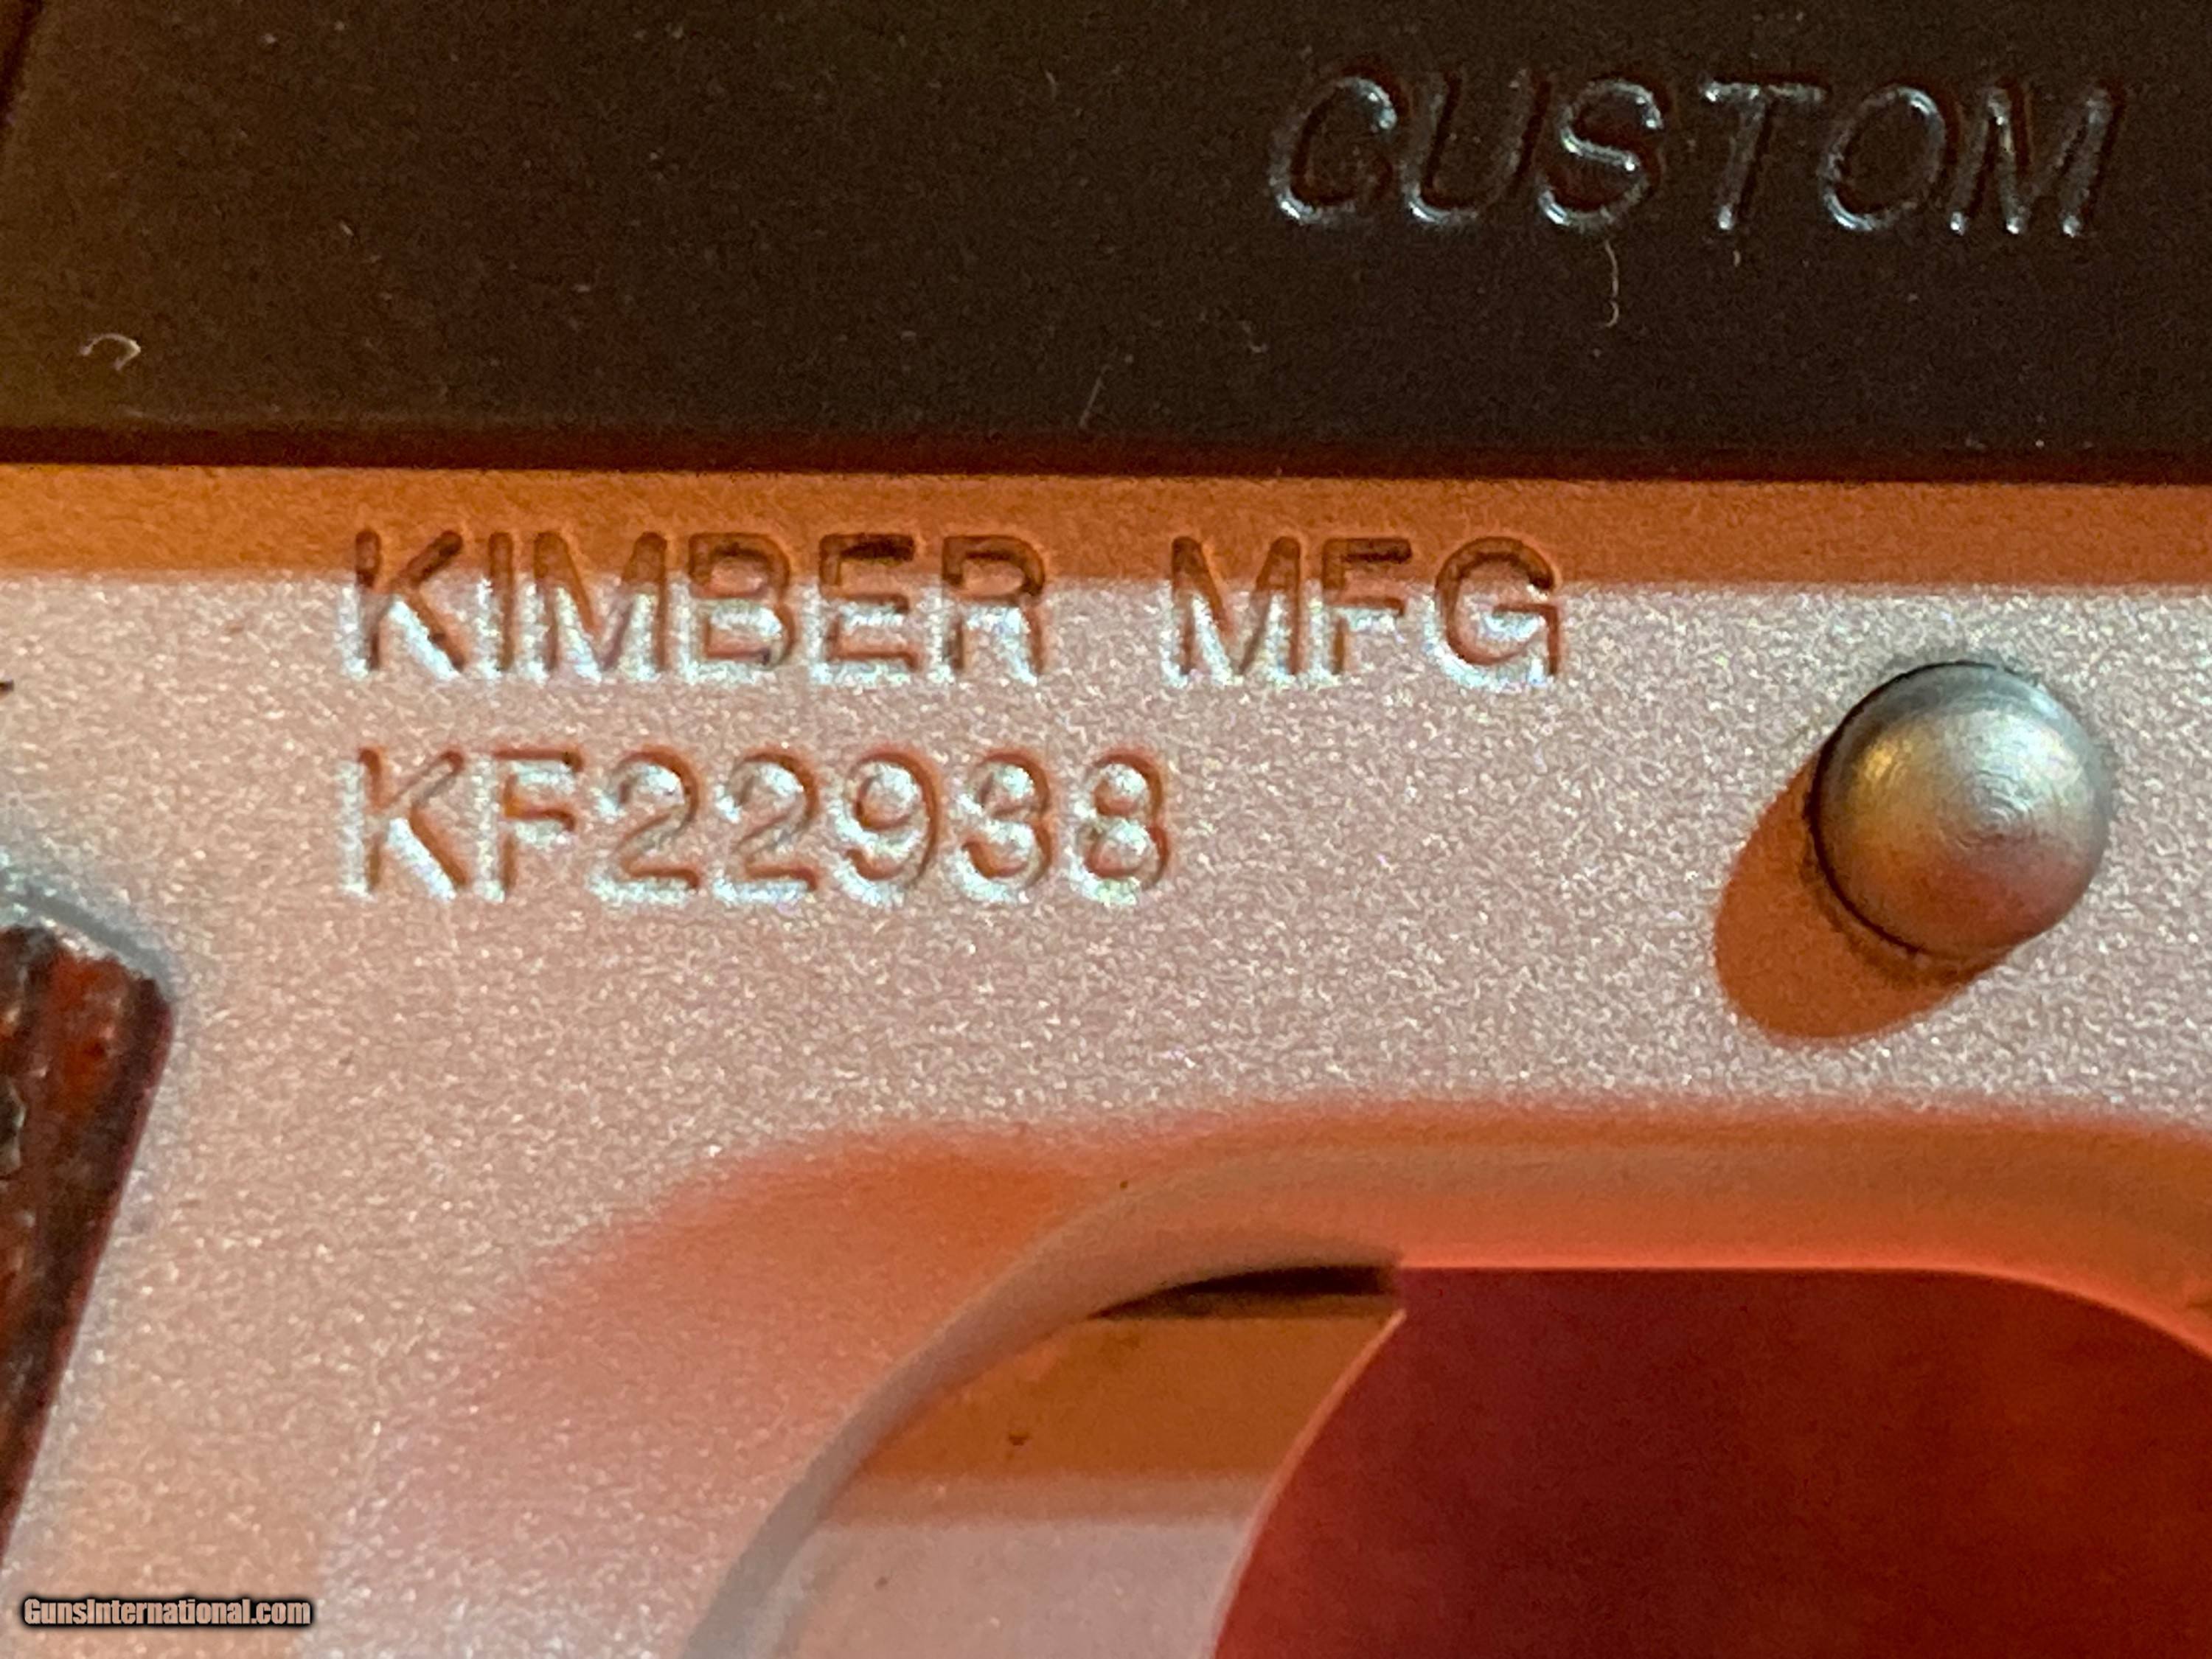 CUSTOM
KIMBER MFG
KF22938
GunsInternational.com